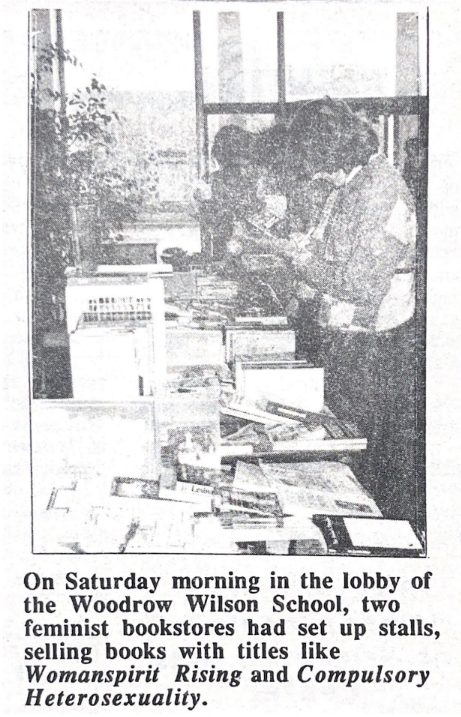 On Saturday morning in the lobby of
the Woodrow Wilson School, two
feminist bookstores had set up stalls,
selling books with titles like
Womanspirit Rising and Compulsory
Heterosexuality.